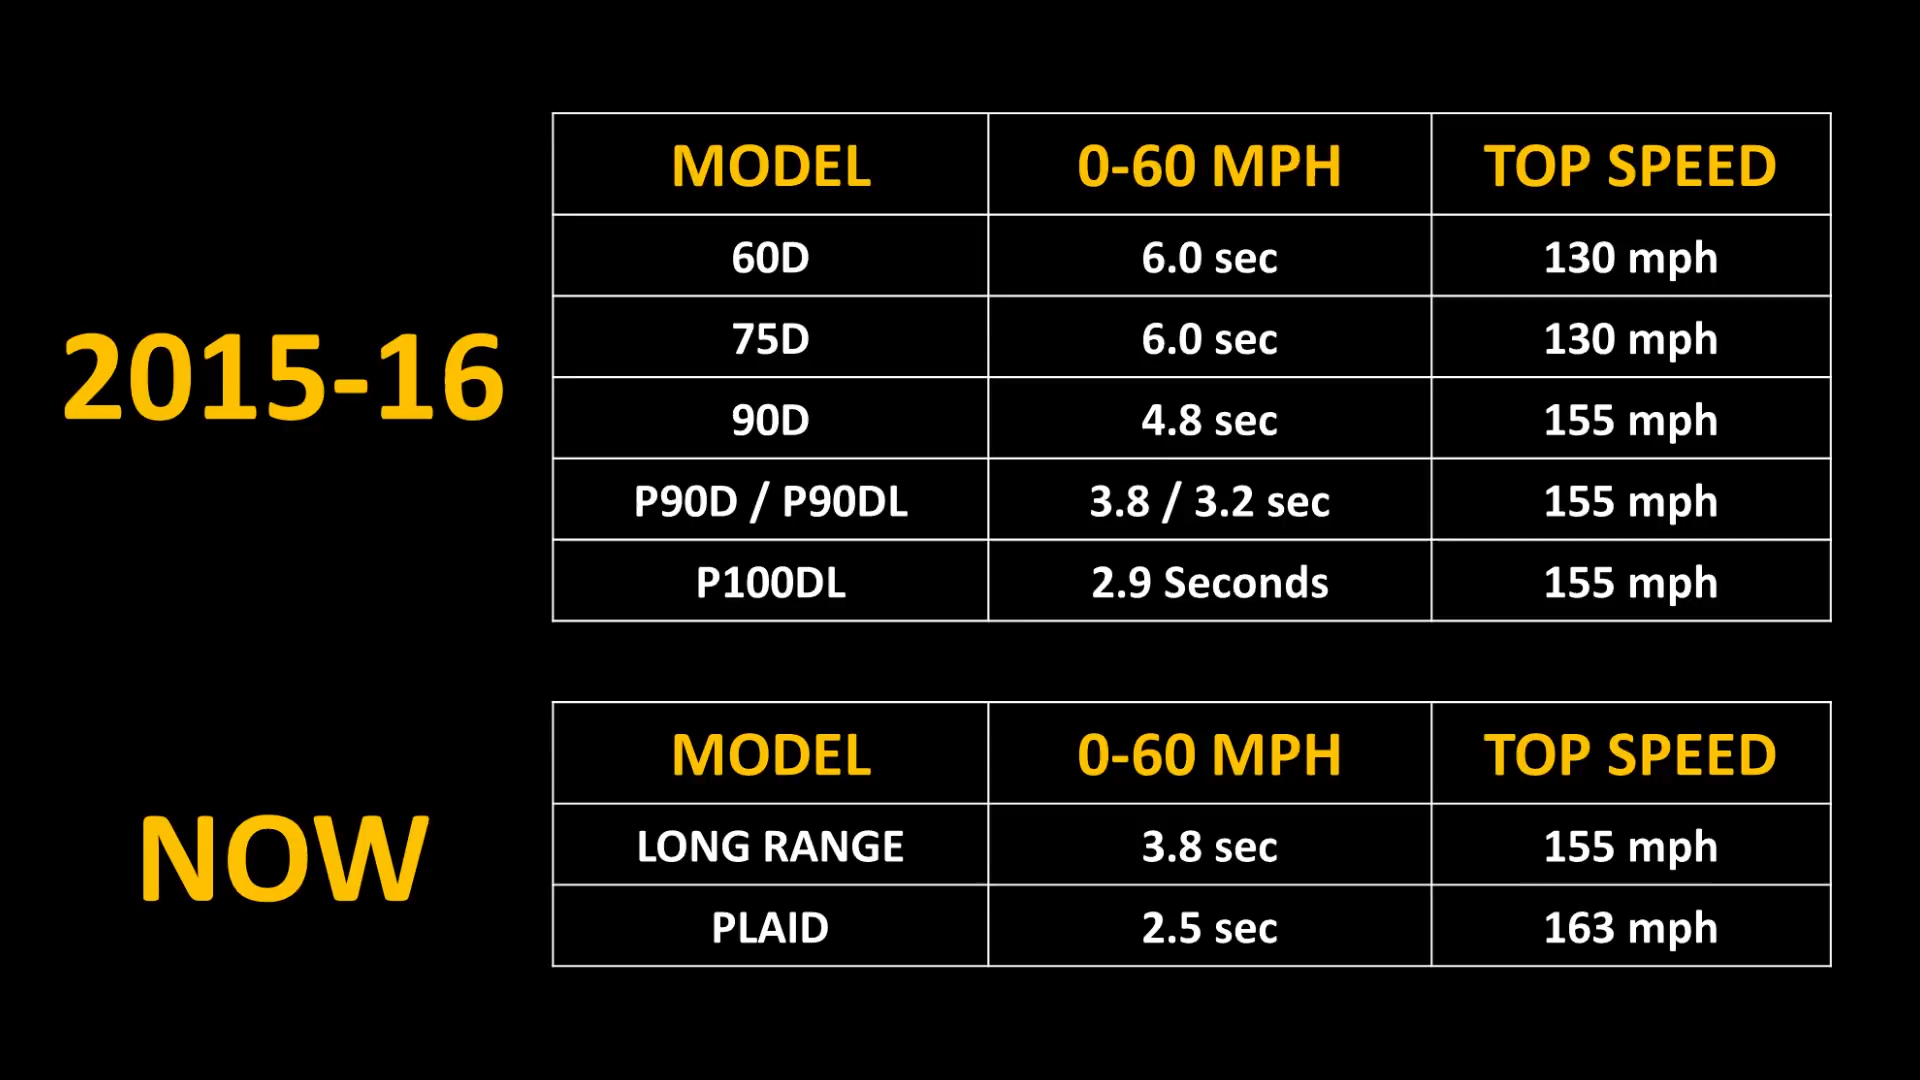 2015-16
MODEL 0-60 MPH TOP SPEED
60D 6.0 sec 130 mph
75D 6.0 sec 130 mph
90D 4.8 sec 155 mph
P90D / P90DL 3.8 / 3.2 sec 155 mph
P100DL 2.9 Seconds 155 mph
NOW
MODEL 0-60 MPH TOP SPEED
LONG RANGE 3.8 sec 155 mph
PLAID 2.5 sec 163 mph